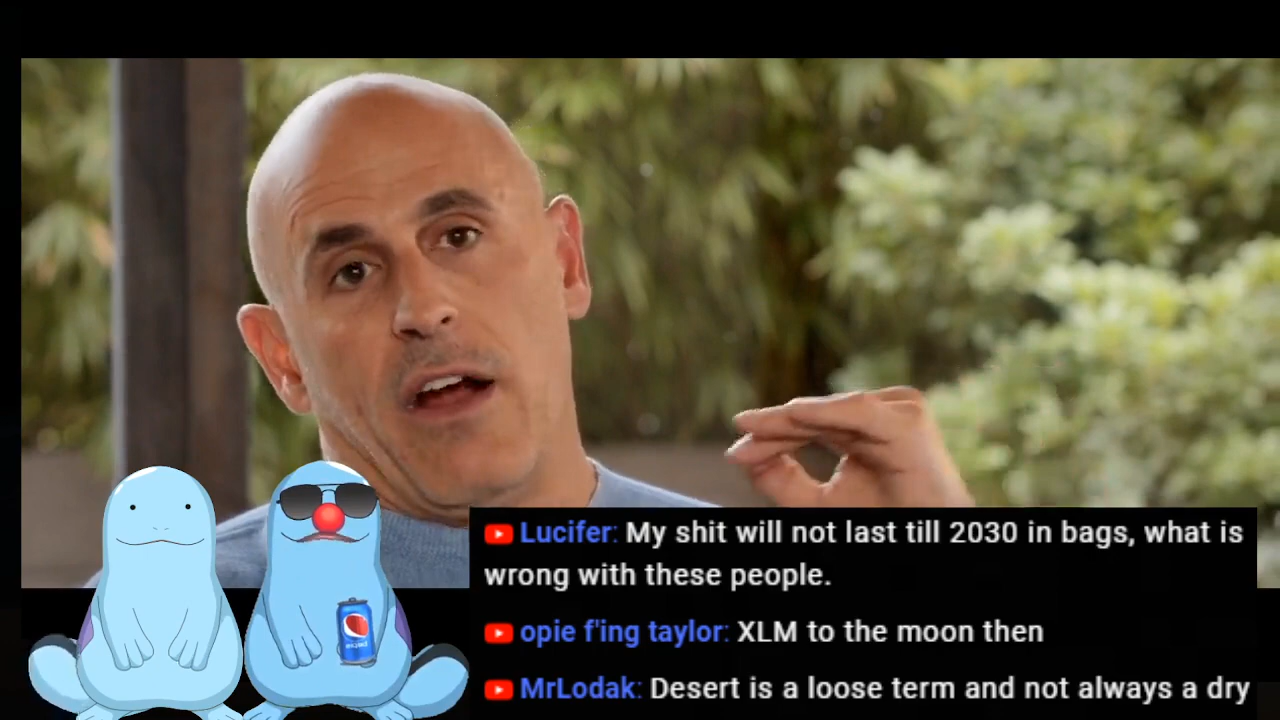 Lucifer: My shit will not last till 2030 in bags, what is
wrong with these people.
opie f'ing taylor: XLM to the moon then
MrLodak: Desert is a loose term and not always a dry